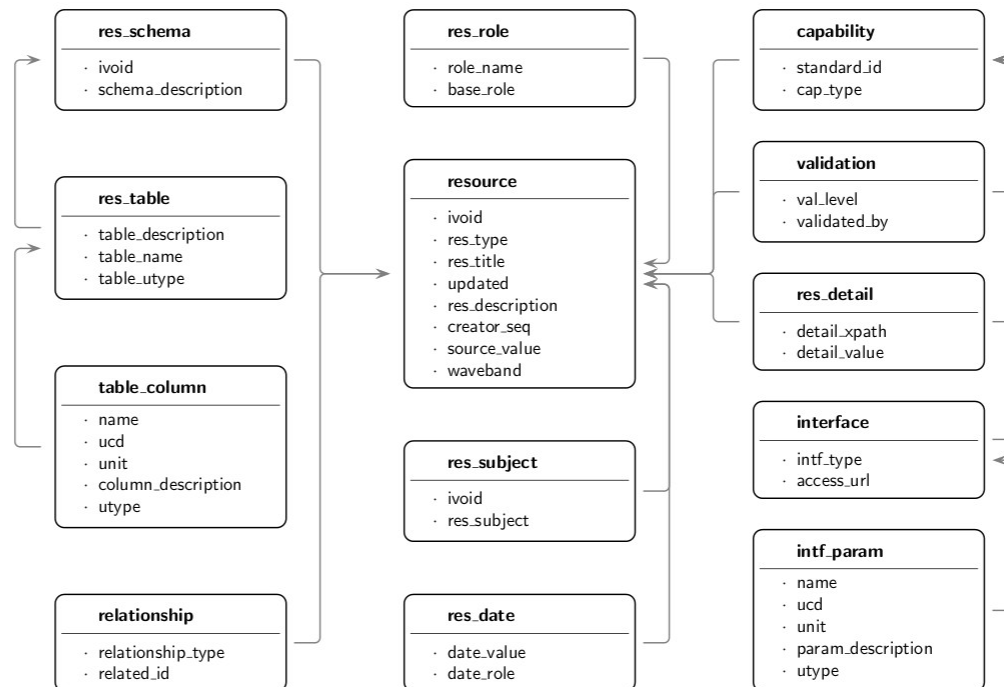 res_schema
· ivoid
· schema_description
res_table
· table_description
· table_name
· table_utype
table_column
· name
· ucd
· unit
· column_description
· utype
relationship
· relationship_type
· related_id
res_role
· role_name
· base_role
resource
· ivoid
· res_type
· res_title
· updated
· res_description
· creator_seq
· source_value
· waveband
res_subject
· ivoid
· res_subject
res_date
· date_value
· date_role
capability
· standard_id
· cap_type
validation
· val_level
· validated_by
res_detail
· detail_xpath
· detail_value
interface
· intf_type
· access_url
intf_param
· name
· ucd
· unit
· param_description
· utype